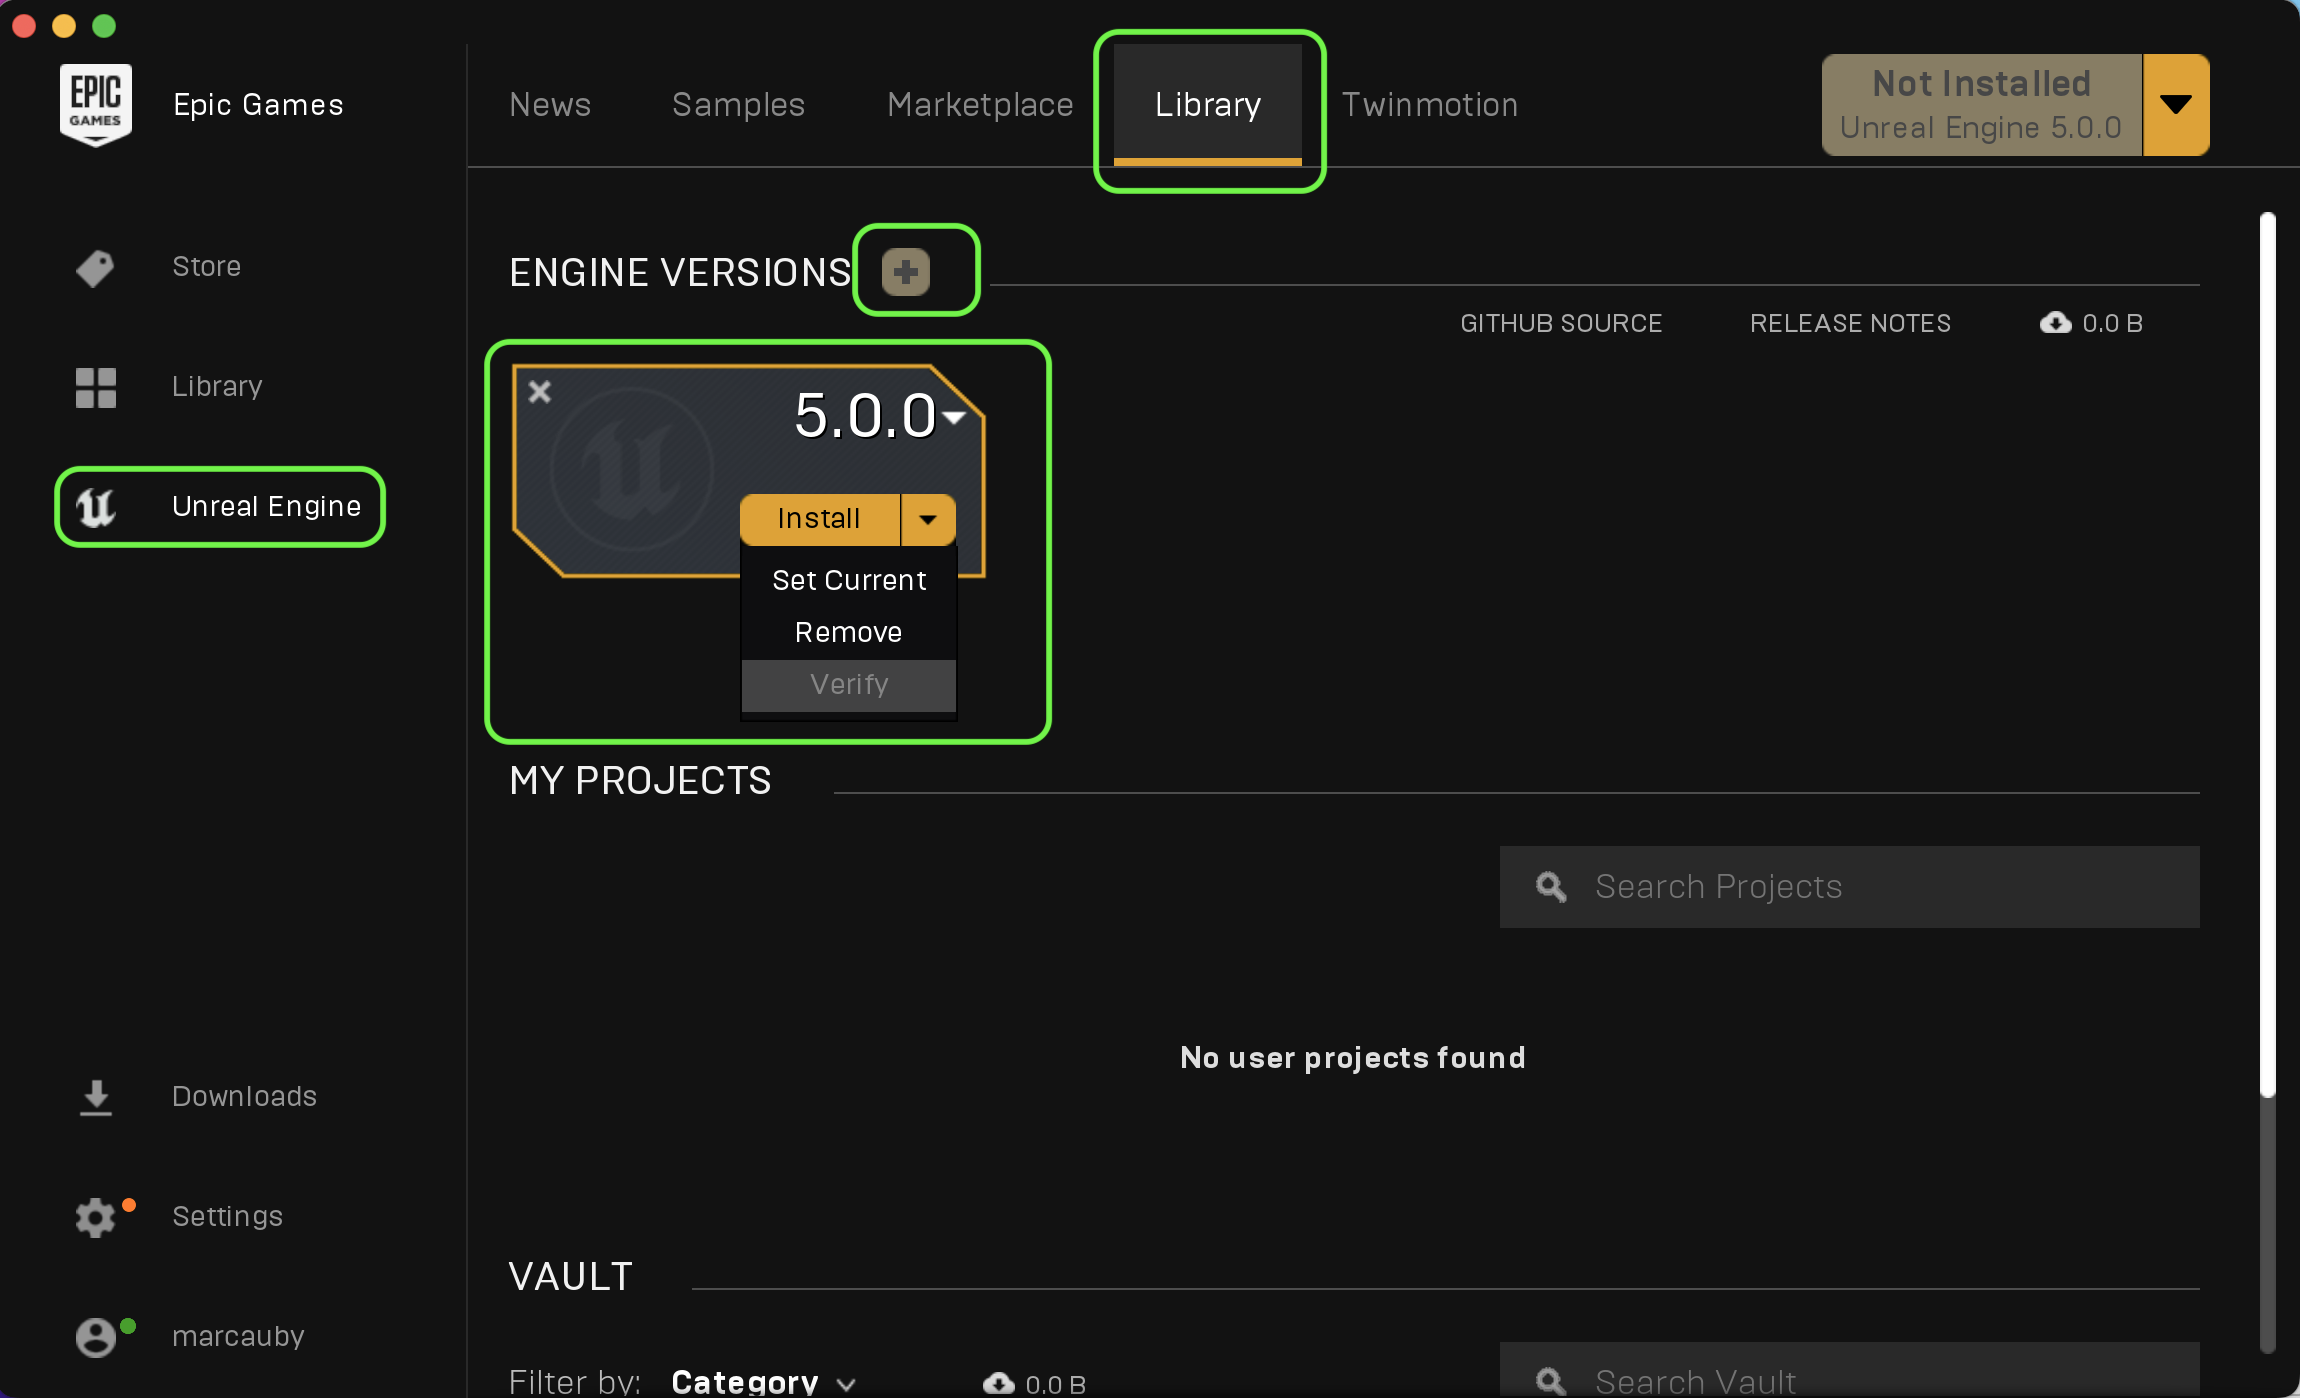 EPIC
GAMES
Epic Games
Store
Library
Unreal Engine
Downloads
Settings
marcauby
News
Samples
Marketplace
Library
Twinmotion
Not Installed
Unreal Engine 5.0.0
ENGINE VERSIONS
GITHUB SOURCE
RELEASE NOTES
0.0 B
5.0.0
Install
Set Current
Remove
Verify
MY PROJECTS
Search Projects
No user projects found
VAULT
Filter by:
Category
0.0 B
Search Vault